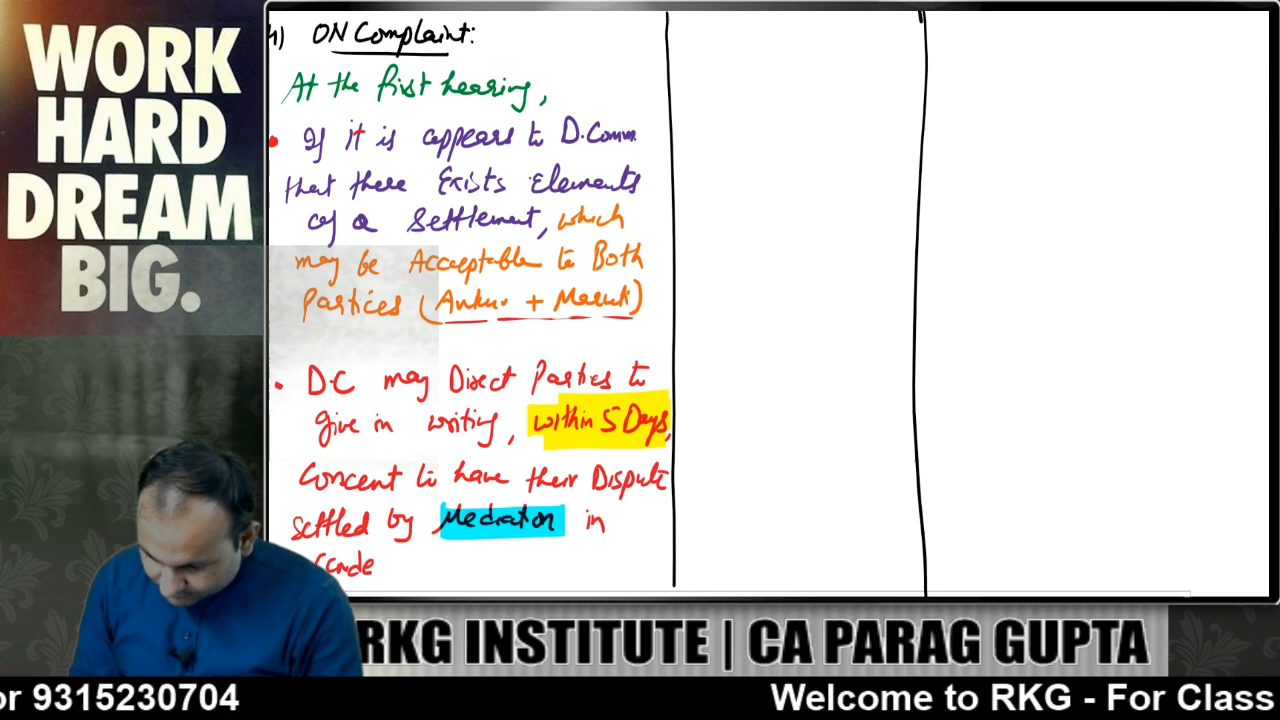 WORK
HARD
DREAM
BIG.
4) ON Complaint:
At the first hearing,
• If it is appears to D.Comm.
that there Exists Elements
of a Settlement, which
may be Acceptable to Both
Partices (Ankur + Maruti)
• D.C may Direct Parties to
give in writing, within 5 Days,
Concent to have their Dispute
settled by Mediation in
RKG INSTITUTE | CA PARAG GUPTA
or 9315230704
Welcome to RKG - For Class